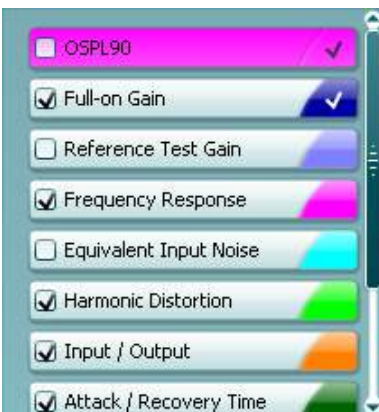 OSPL90
Full-on Gain
Reference Test Gain
Frequency Response
Equivalent Input Noise
Harmonic Distortion
Input / Output
Attack / Recovery Time